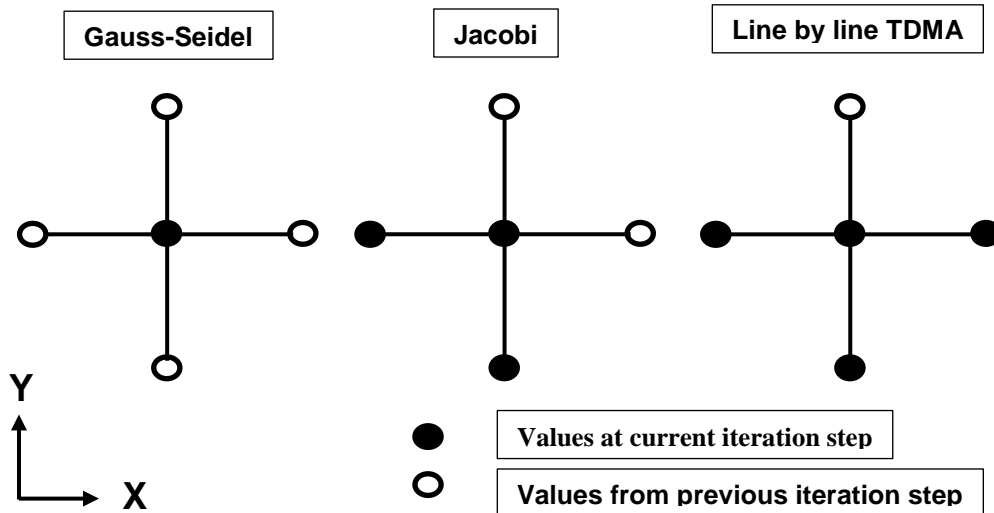 Gauss-Seidel
Jacobi
Line by line TDMA
Y
X
Values at current iteration step
Values from previous iteration step